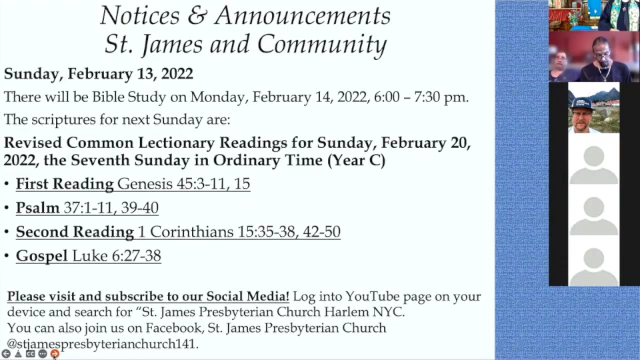 Notices & Announcements
St. James and Community
Sunday, February 13, 2022
There will be Bible Study on Monday, February 14, 2022, 6:00 – 7:30 pm.
The scriptures for next Sunday are:
Revised Common Lectionary Readings for Sunday, February 20,
2022, the Seventh Sunday in Ordinary Time (Year C)
• First Reading Genesis 45:3-11, 15
• Psalm 37:1-11, 39-40
• Second Reading 1 Corinthians 15:35-38, 42-50
• Gospel Luke 6:27-38
Please visit and subscribe to our Social Media! Log into YouTube page on your
device and search for “St. James Presbyterian Church Harlem NYC.
You can also join us on Facebook, St. James Presbyterian Church
@stjamespresbyterianchurch141.